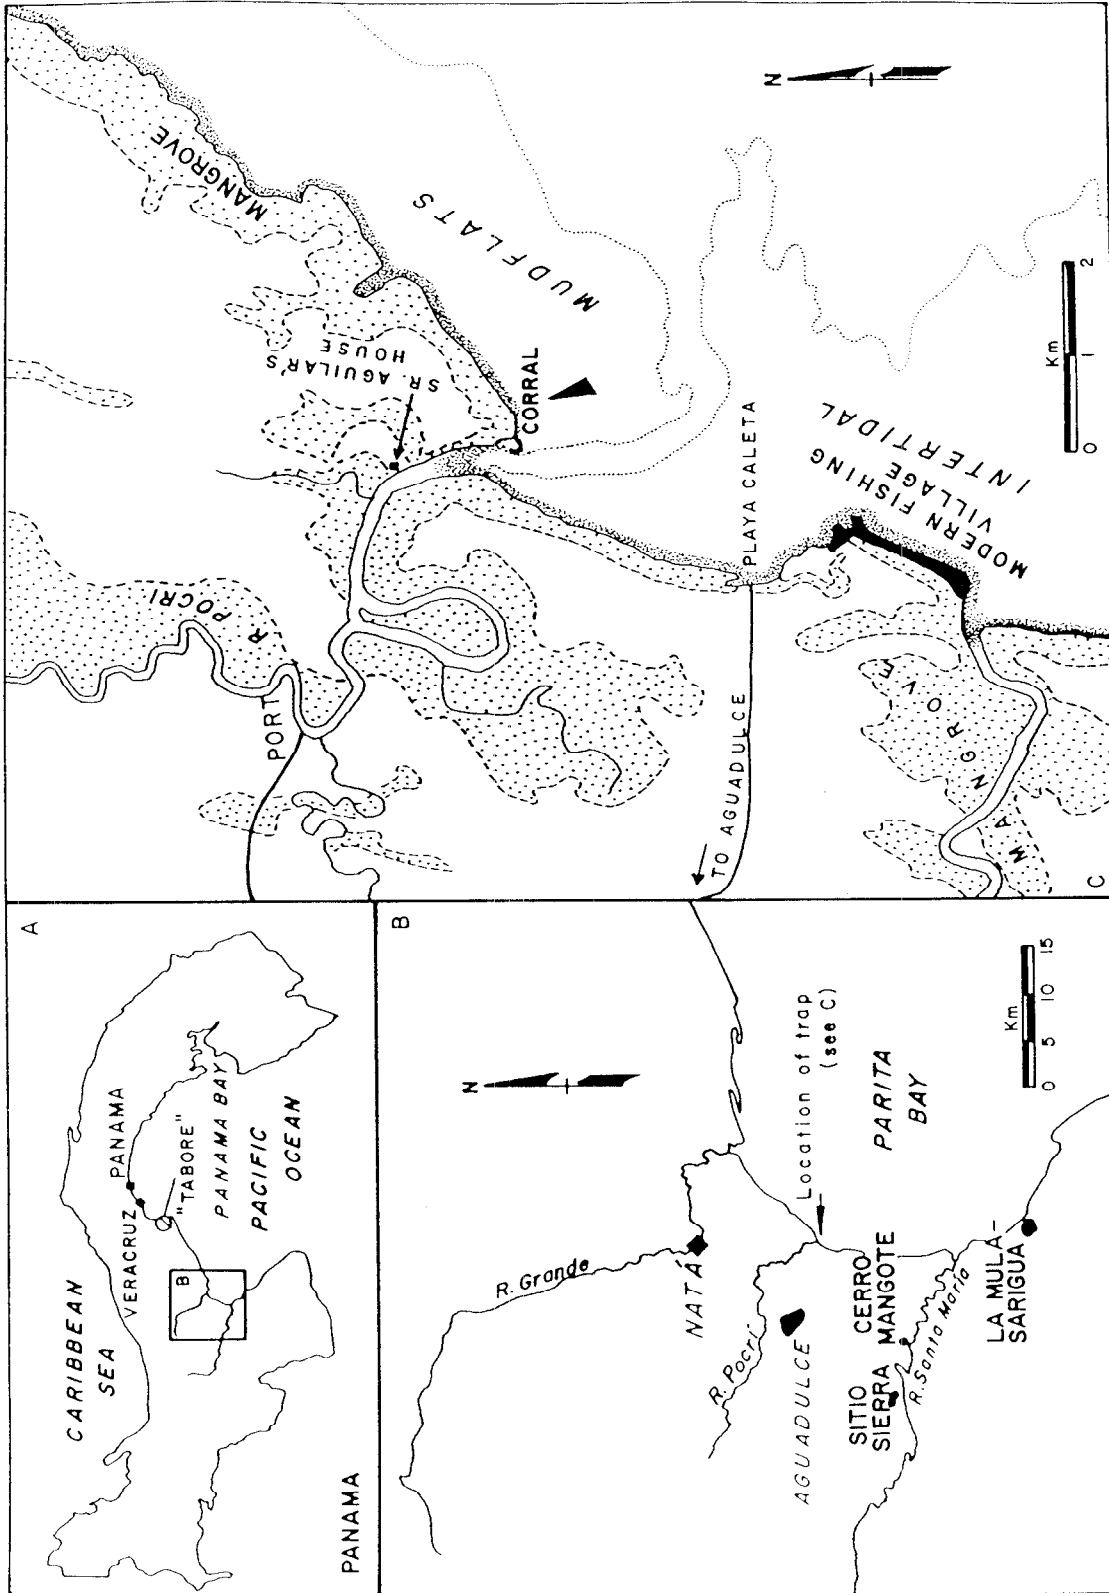 A
CARIBBEAN
SEA
PANAMA
VERACRUZ
"TABORE"
PANAMA BAY
PACIFIC
OCEAN
B
PANAMA
B
N
R. Grande
NATÁ
R. Pocrí
AGUADULCE
Location of trap
(see C)
SITIO
SIERRA
CERRO
MANGOTE
PARITA
BAY
R. Santa María
LA MULA-
SARIGUA
Km
0 5 10 15
C
MANGROVE
R POCRI
PORT
SR. AGUILAR'S
HOUSE
CORRAL
MUDFLATS
N
TO AGUADULCE
PLAYA CALETA
INTERTIDAL
MODERN FISHING
VILLAGE
MANGROVE
Km
0 1 2